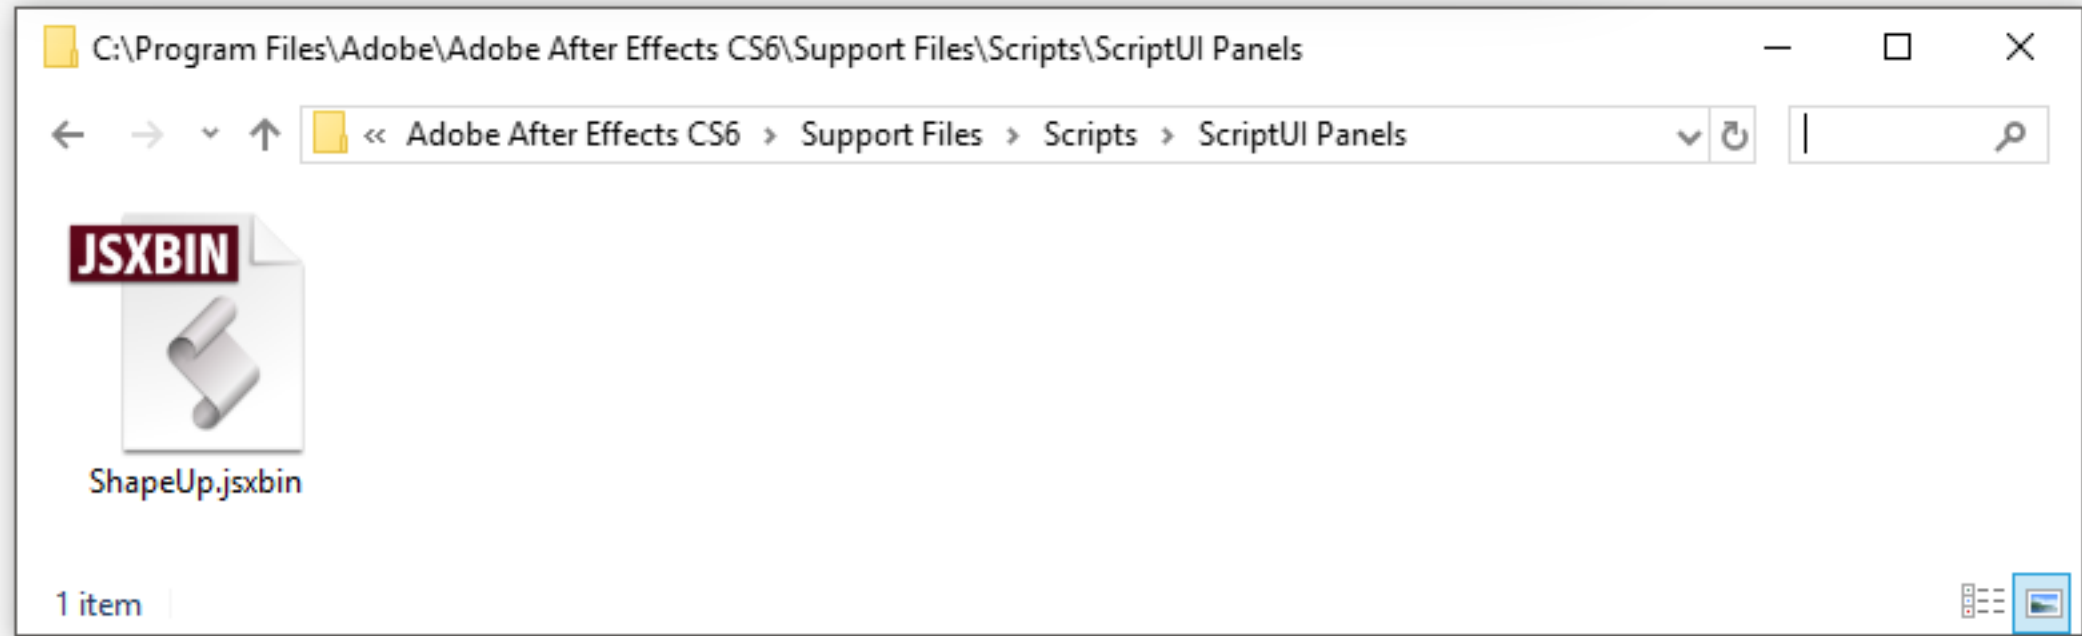 C:\Program Files\Adobe\Adobe After Effects CS6\Support Files\Scripts\ScriptUI Panels
« Adobe After Effects CS6 > Support Files > Scripts > ScriptUI Panels
JSXBIN
ShapeUp.jsxbin
1 item